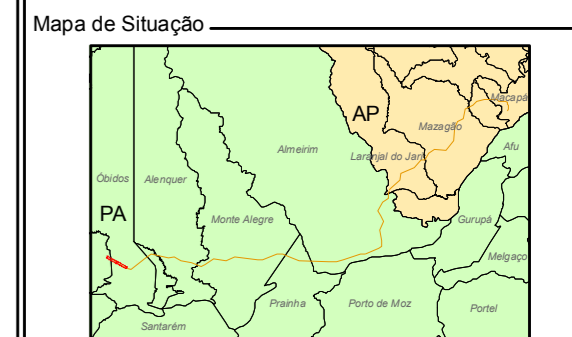 Mapa de Situação
Macapá
AP
Mazagão
Almeirim
Laranjal do Jari
Afu
Óbidos
Alenquer
PA
Monte Alegre
Gurupá
Melgaço
Prainha
Porto de Moz
Portel
Santarém